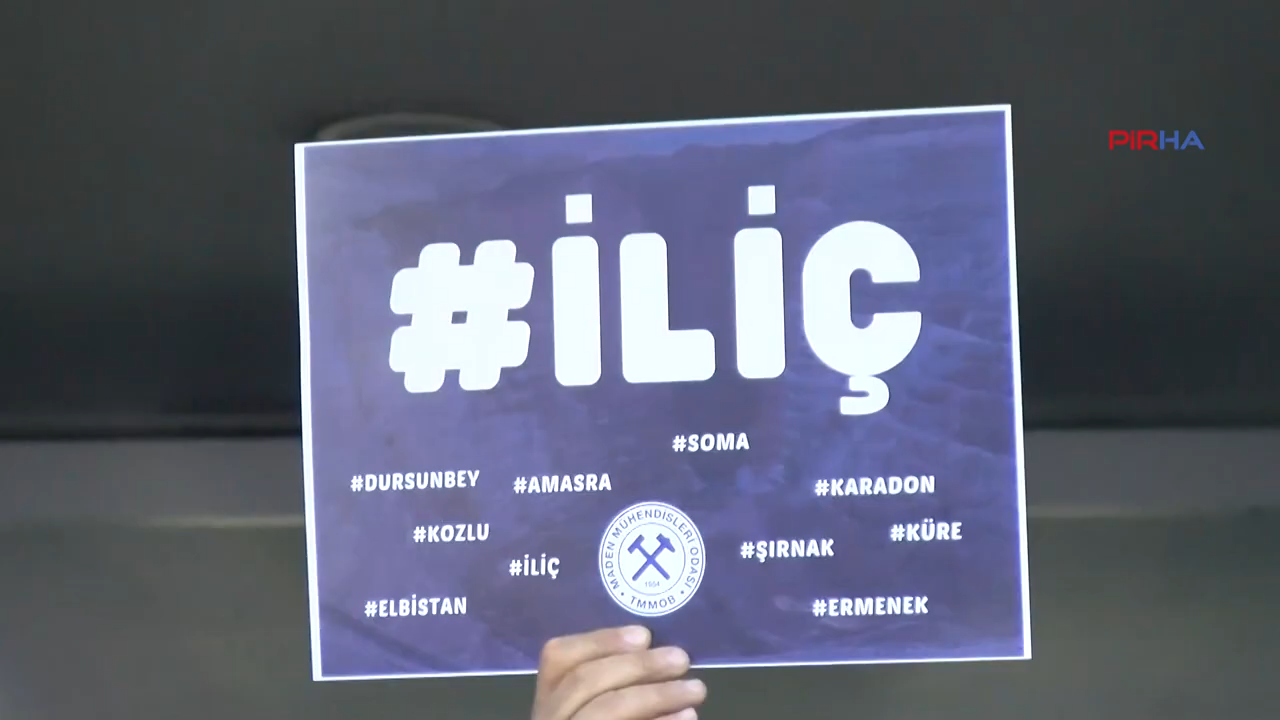 PIRHA
#İLİÇ
#SOMA
#DURSUNBEY #AMASRA #KARADON
#KOZLU #KÜRE
#İLİÇ #ŞIRNAK
#ELBİSTAN #ERMENEK
MADEN MÜHENDİSLERİ ODASI
1954
TMMOB